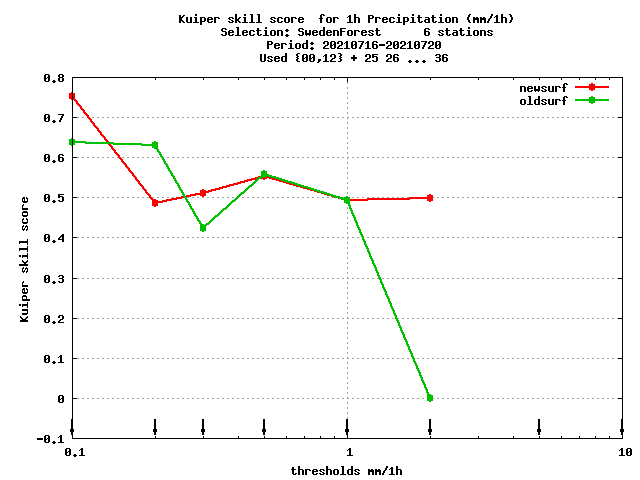 Kuiper skill score  for 1h Precipitation (mm/1h)
Selection: SwedenForest      6 stations
Period: 20210716-20210720
Used {00,12} + 25 26 ... 36
newsurf
oldsurf
0.8
0.7
0.6
0.5
0.4
0.3
0.2
0.1
0
-0.1
Kuiper skill score
0.1
1
10
thresholds mm/1h